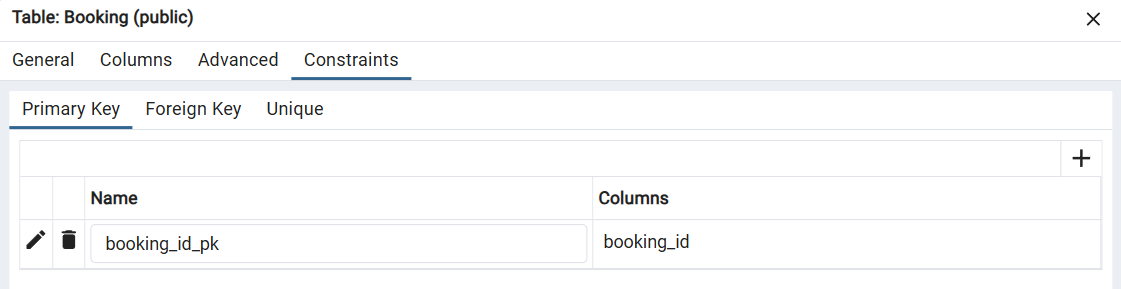 Table: Booking (public)
General Columns Advanced Constraints
Primary Key Foreign Key Unique
Name Columns
booking_id_pk booking_id